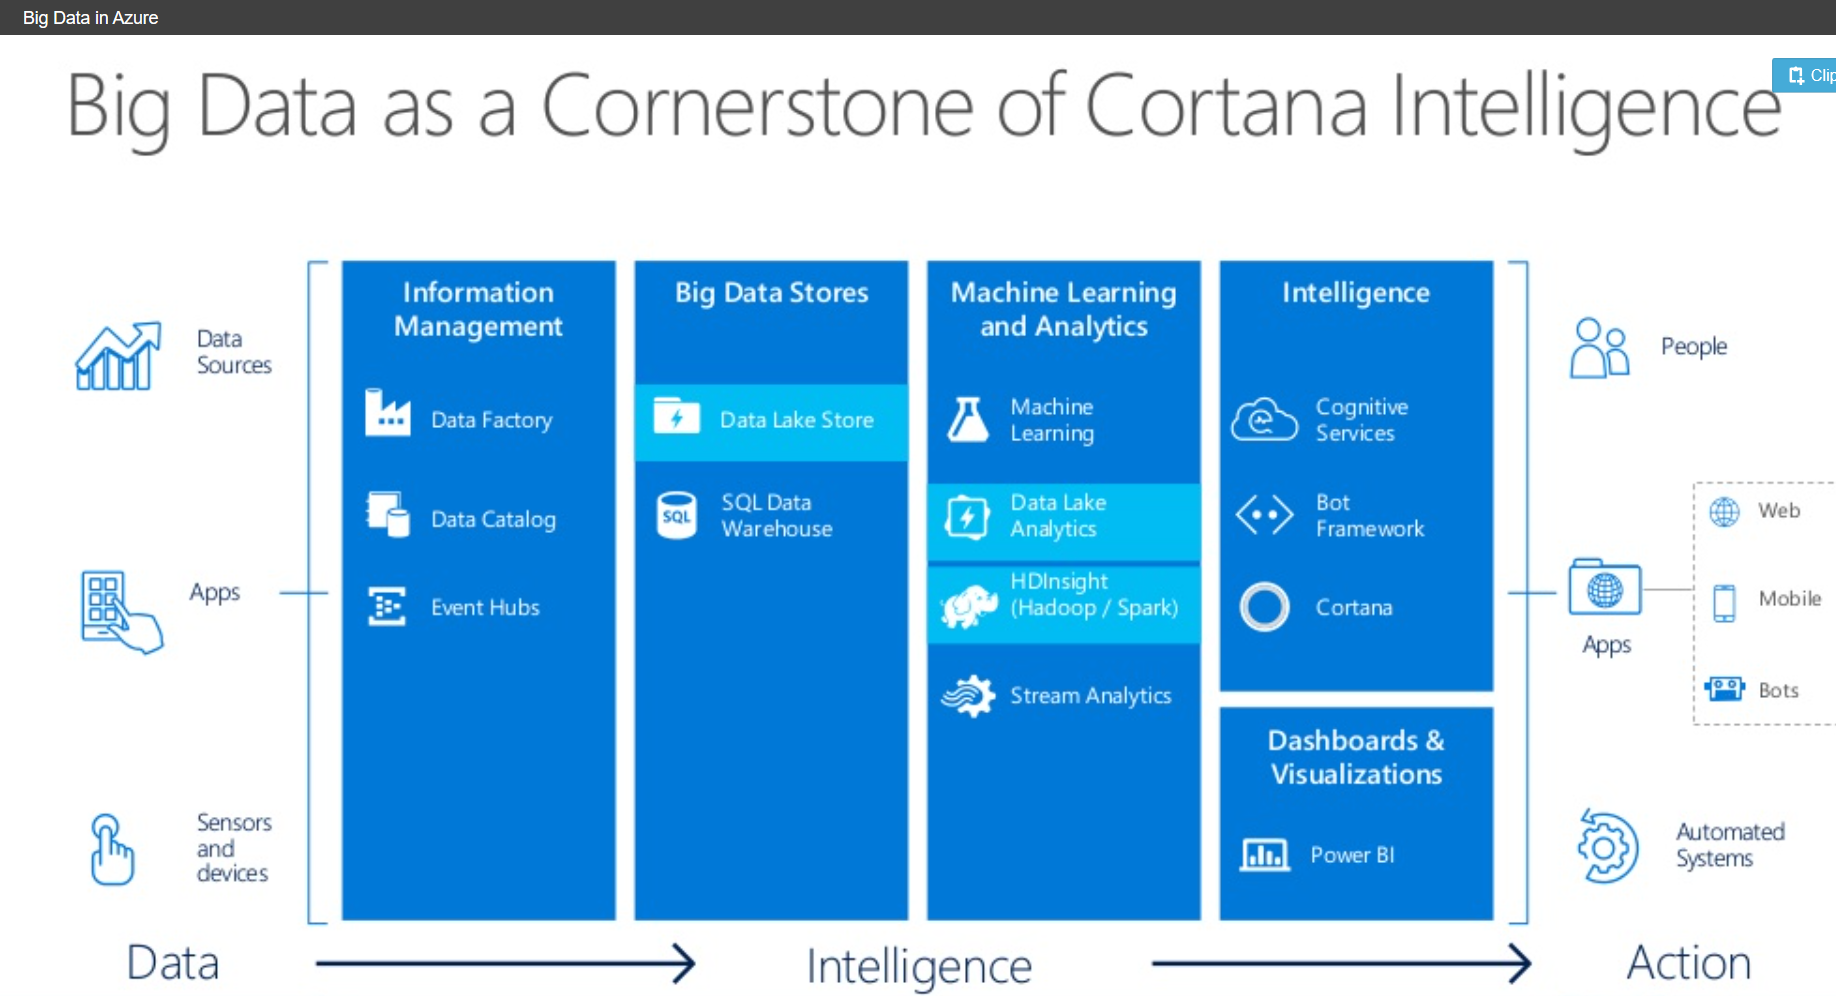 Big Data in Azure
Big Data as a Cornerstone of Cortana Intelligence
Data
Sources
Apps
Sensors
and
devices
Information
Management
Data Factory
Data Catalog
Event Hubs
Big Data Stores
Data Lake Store
SQL
SQL Data
Warehouse
Machine Learning
and Analytics
Machine
Learning
Data Lake
Analytics
HDInsight
(Hadoop / Spark)
Stream Analytics
Intelligence
Cognitive
Services
Bot
Framework
Cortana
Dashboards &
Visualizations
Power BI
People
Apps
Web
Mobile
Bots
Automated
Systems
Data
Intelligence
Action